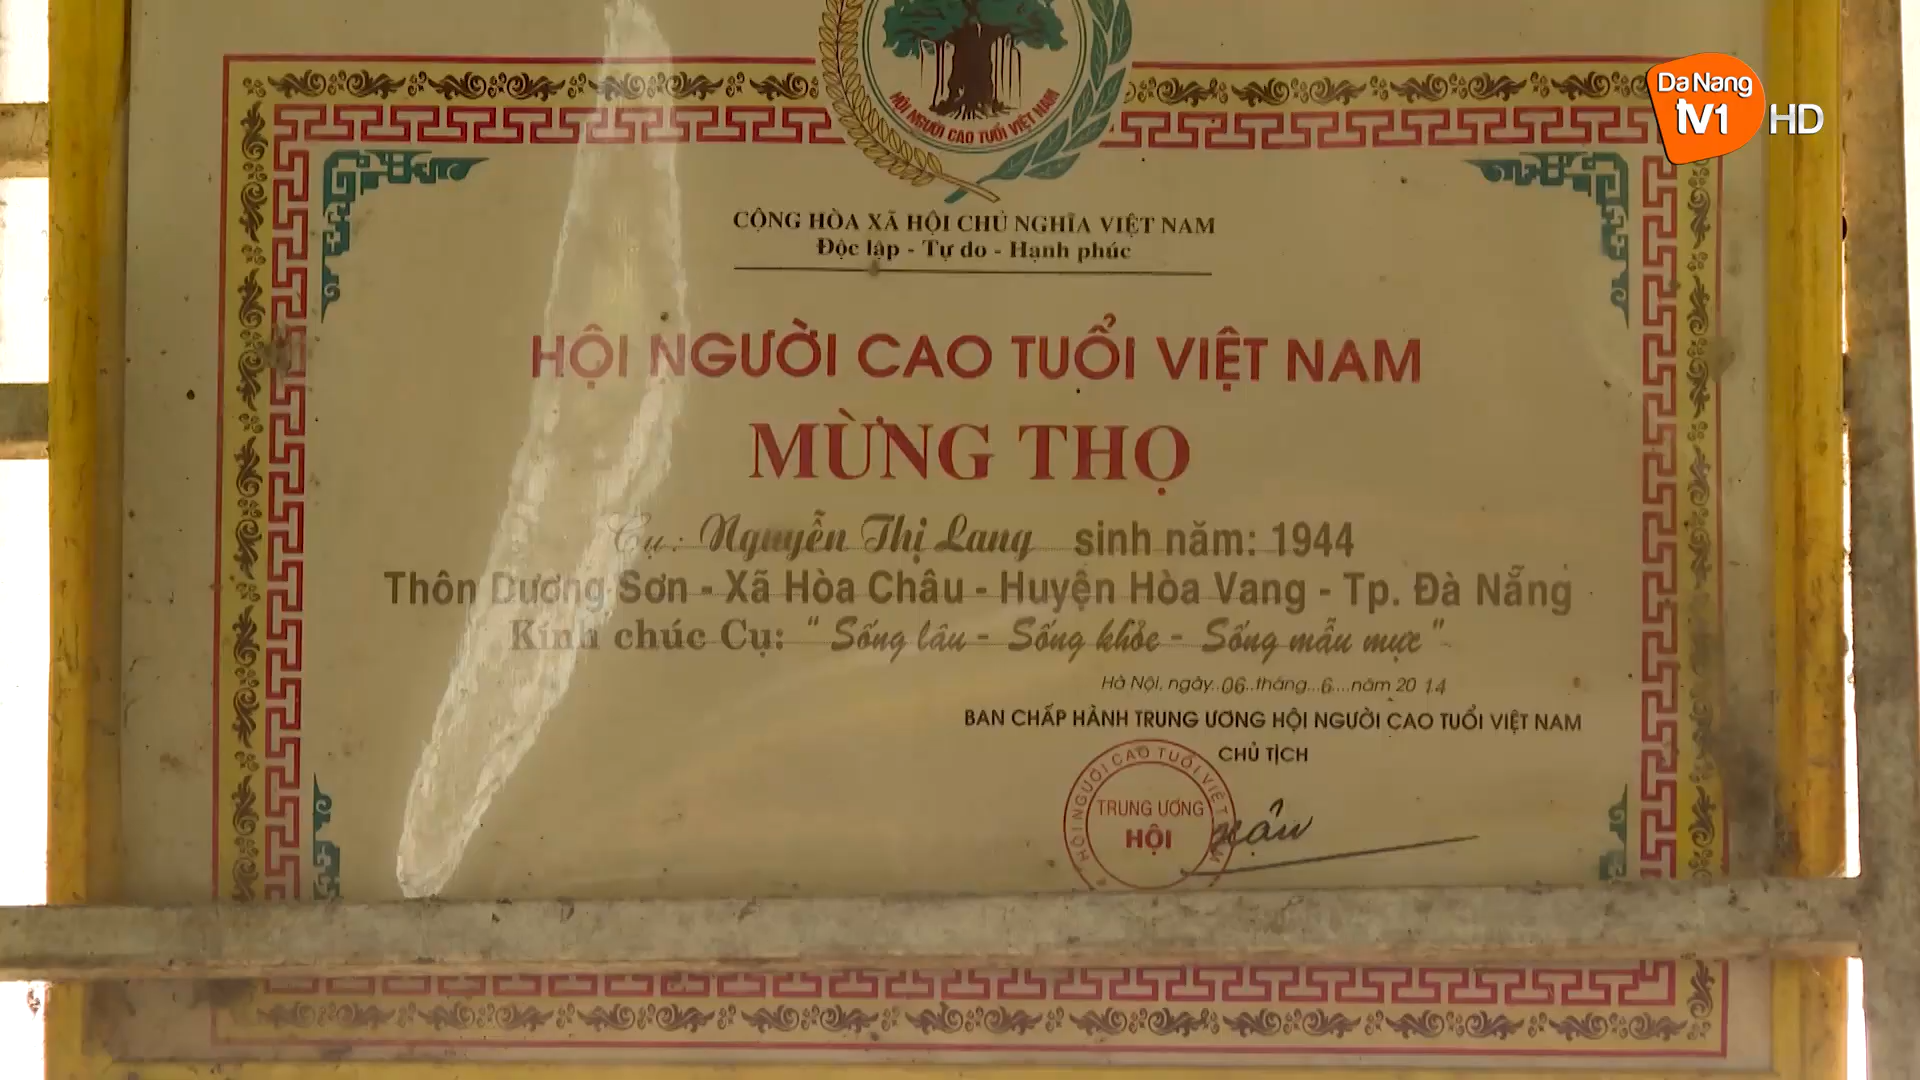 HỘI NGƯỜI CAO TUỔI VIỆT NAM
Da Nang
tv1 HD
CỘNG HÒA XÃ HỘI CHỦ NGHĨA VIỆT NAM
Độc lập - Tự do - Hạnh phúc
HỘI NGƯỜI CAO TUỔI VIỆT NAM
MỪNG THỌ
Cụ: Nguyễn Thị Lang sinh năm: 1944
Thôn Dương Sơn - Xã Hòa Châu - Huyện Hòa Vang - Tp. Đà Nẵng
Kính chúc Cụ: "Sống lâu - Sống khỏe - Sống mẫu mực"
Hà Nội, ngày..06..tháng...6....năm 2014
BAN CHẤP HÀNH TRUNG ƯƠNG HỘI NGƯỜI CAO TUỔI VIỆT NAM
CHỦ TỊCH
HỘI NGƯỜI CAO TUỔI VIỆT NAM
TRUNG ƯƠNG
HỘI